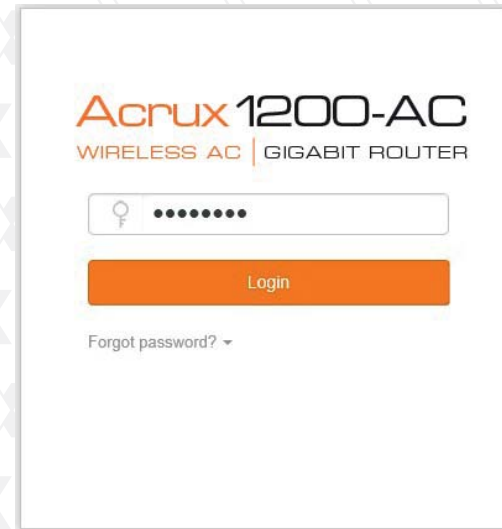 Acrux 1200-AC
WIRELESS AC | GIGABIT ROUTER
••••••••
Login
Forgot password?